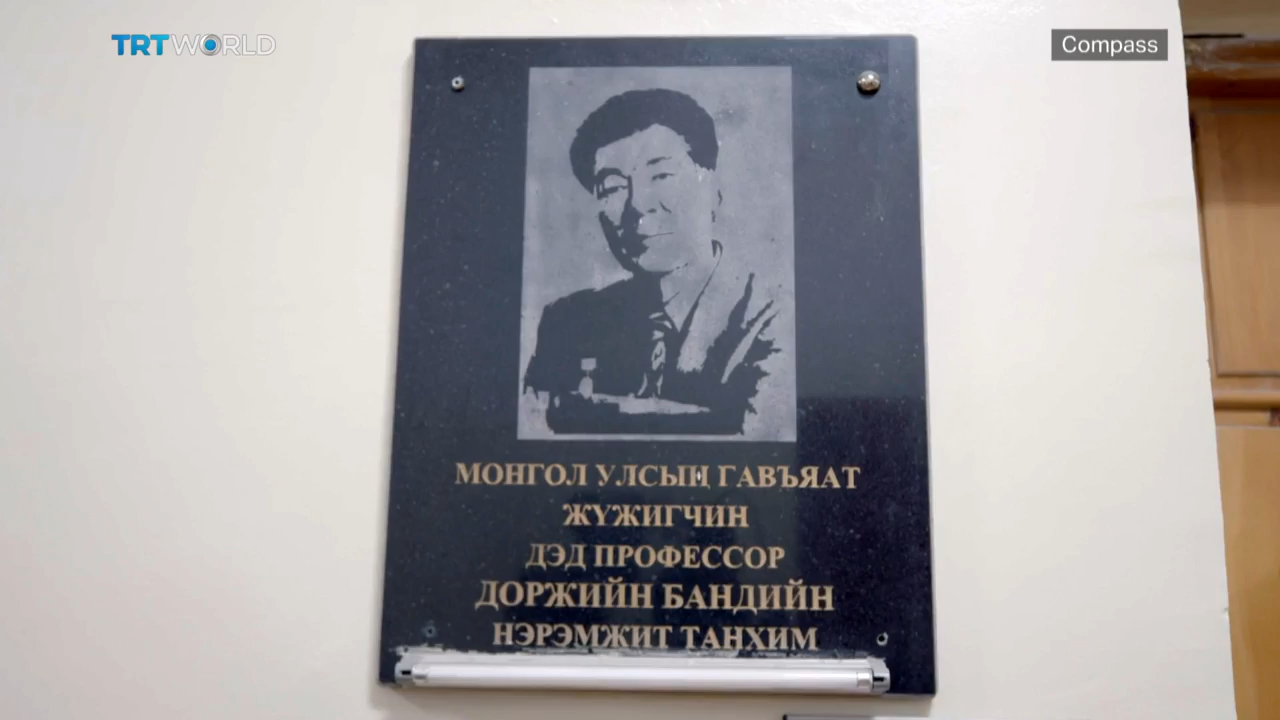 TRT WORLD
Compass
МОНГОЛ УЛСЫН ГАВЪЯАТ
ЖҮЖИГЧИН
ДЭД ПРОФЕССОР
ДОРЖИЙН БАНДИЙН
НЭРЭМЖИТ ТАНХИМ